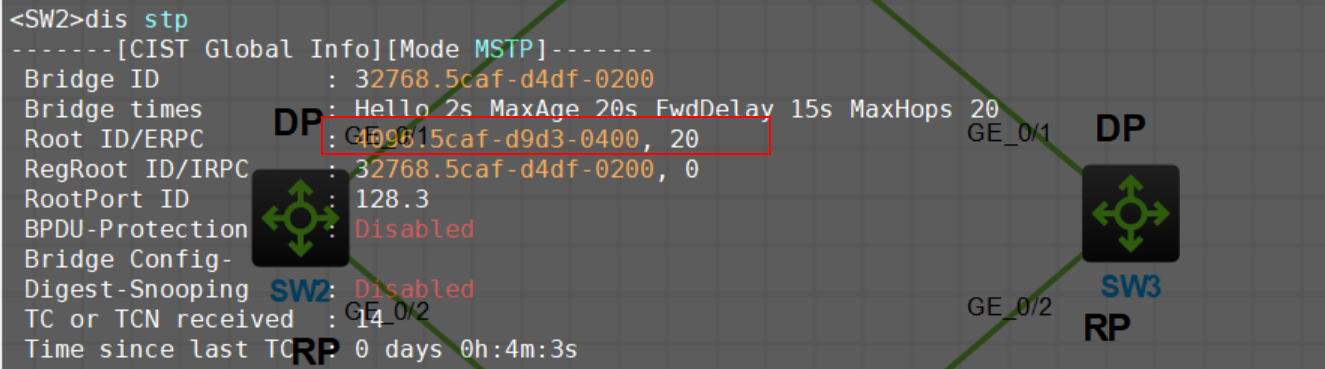 <SW2>dis stp
-------[CIST Global Info][Mode MSTP]-------
Bridge ID : 32768.5caf-d4df-0200
Bridge times : Hello 2s MaxAge 20s FwdDelay 15s MaxHops 20
Root ID/ERPC : 4096.5caf-d9d3-0400, 20
RegRoot ID/IRPC : 32768.5caf-d4df-0200, 0
RootPort ID : 128.3
BPDU-Protection : Disabled
Bridge Config-
Digest-Snooping : Disabled
TC or TCN received : 14
Time since last TC : 0 days 0h:4m:3s
DP
GE_0/1
SW2
GE_0/2
RP
GE_0/1
DP
SW3
GE_0/2
RP